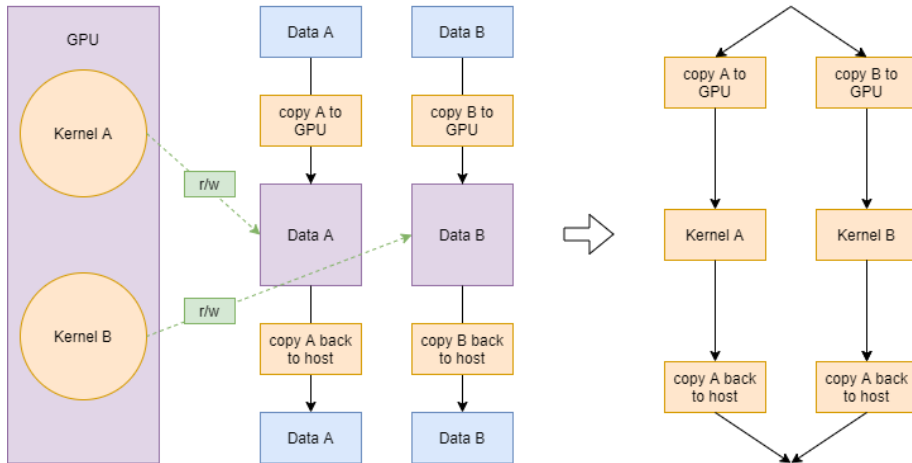 GPU
Kernel A
r/w
Kernel B
r/w
Data A
copy A to
GPU
Data A
copy A back
to host
Data A
Data B
copy B to
GPU
Data B
copy B back
to host
Data B
copy A to
GPU
Kernel A
copy A back
to host
copy B to
GPU
Kernel B
copy A back
to host